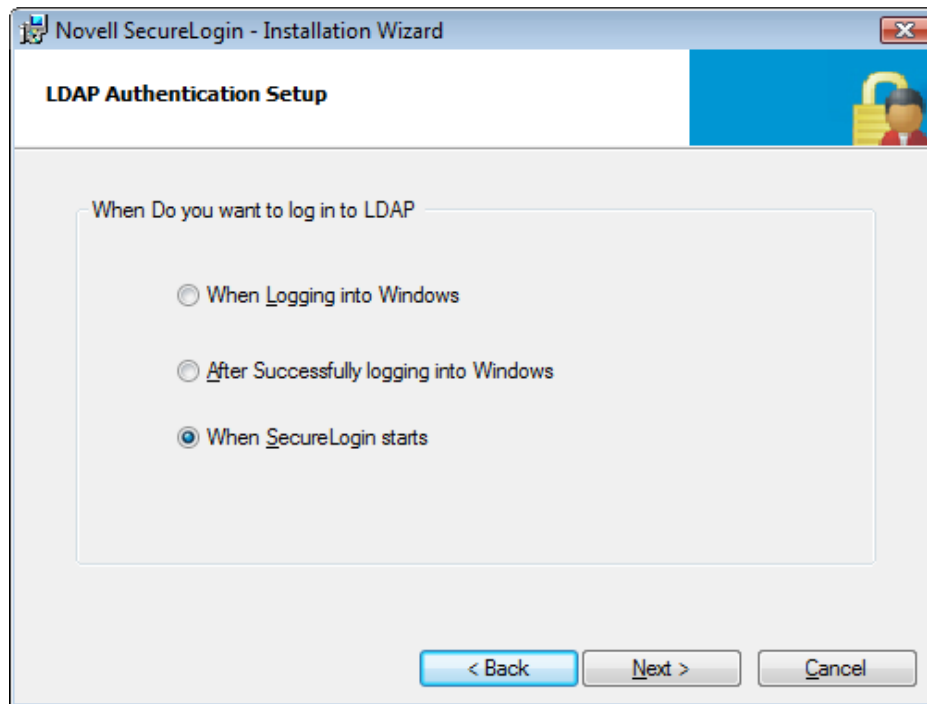 Novell SecureLogin - Installation Wizard
LDAP Authentication Setup
When Do you want to log in to LDAP
When Logging into Windows
After Successfully logging into Windows
When SecureLogin starts
< Back
Next >
Cancel